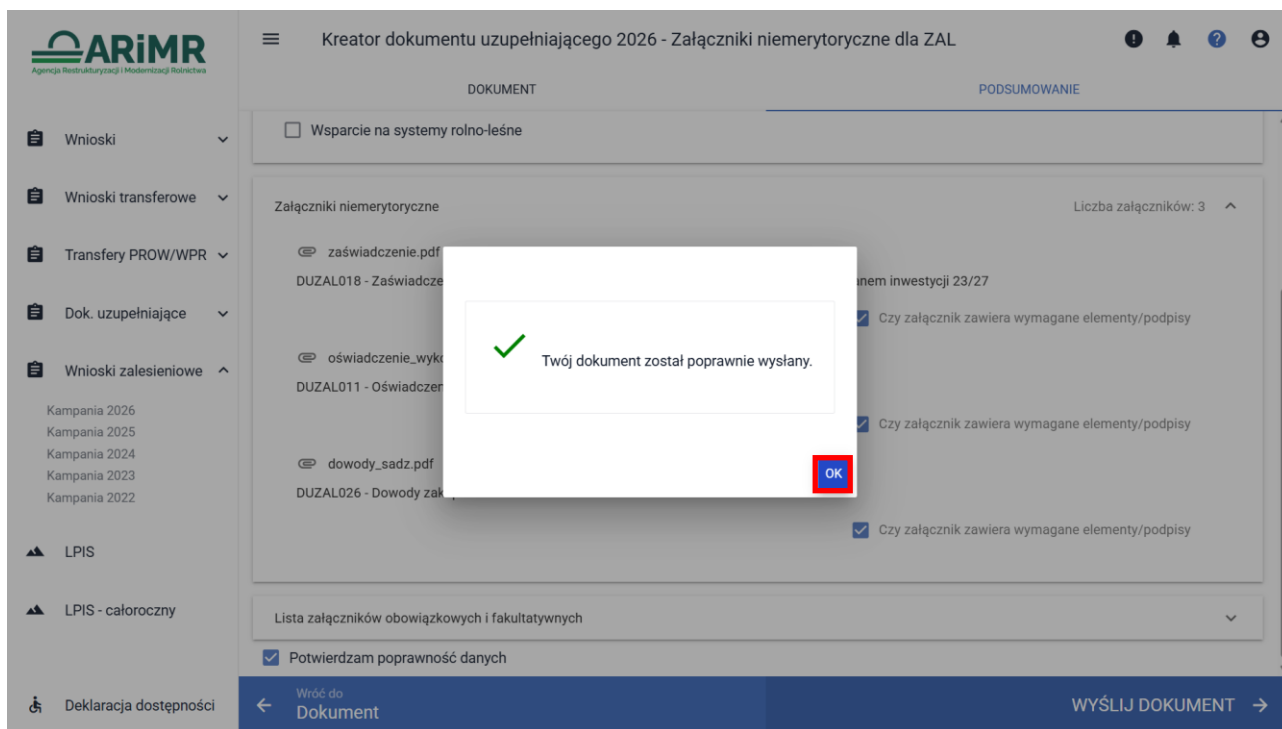 ARiMR
Agencja Restrukturyzacji i Modernizacji Rolnictwa
Kreator dokumentu uzupełniającego 2026 - Załączniki niemerytoryczne dla ZAL
DOKUMENT
PODSUMOWANIE
Wnioski
Wnioski transferowe
Transfery PROW/WPR
Dok. uzupełniające
Wnioski zalesieniowe
Kampania 2026
Kampania 2025
Kampania 2024
Kampania 2023
Kampania 2022
LPIS
LPIS - całoroczny
Deklaracja dostępności
Wsparcie na systemy rolno-leśne
Załączniki niemerytoryczne
Liczba załączników: 3
zaświadczenie.pdf
DUZAL018 - Zaświadcze
anem inwestycji 23/27
Czy załącznik zawiera wymagane elementy/podpisy
oświadczenie_wyko
DUZAL011 - Oświadczen
Czy załącznik zawiera wymagane elementy/podpisy
dowody_sadz.pdf
DUZAL026 - Dowody zak
Czy załącznik zawiera wymagane elementy/podpisy
Twój dokument został poprawnie wysłany.
OK
Lista załączników obowiązkowych i fakultatywnych
Potwierdzam poprawność danych
Wróć do
Dokument
WYŚLIJ DOKUMENT